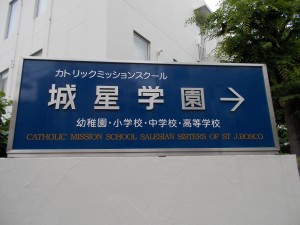 カトリックミッションスクール
城星学園→
幼稚園・小学校・中学校・高等学校
CATHOLIC MISSION SCHOOL SALESIAN SISTERS OF ST J.BOSCO